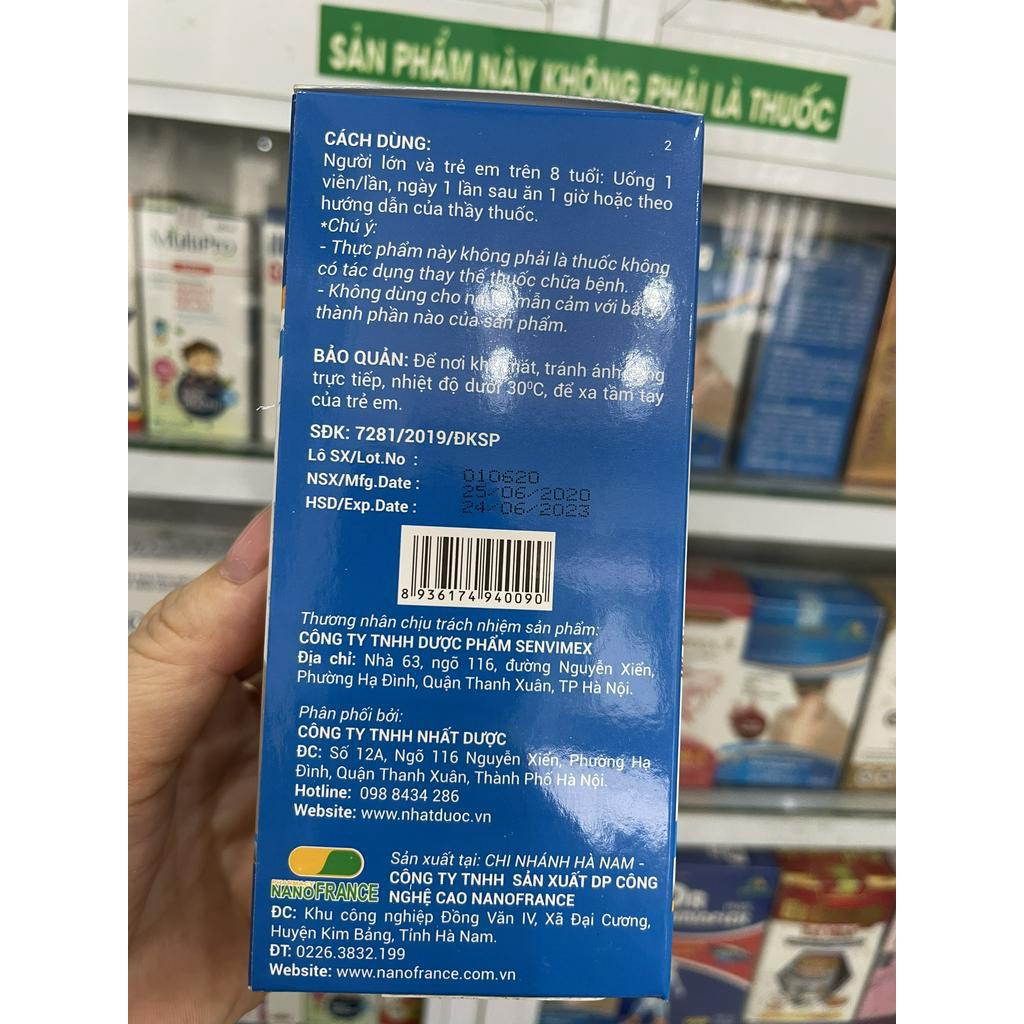 SẢN PHẨM NÀY KHÔNG PHẢI LÀ THUỐC
CÁCH DÙNG:
2
Người lớn và trẻ em trên 8 tuổi: Uống 1
viên/lần, ngày 1 lần sau ăn 1 giờ hoặc theo
hướng dẫn của thầy thuốc.
*Chú ý:
- Thực phẩm này không phải là thuốc không
có tác dụng thay thế thuốc chữa bệnh.
- Không dùng cho người mẫn cảm với bất kỳ
thành phần nào của sản phẩm.
BẢO QUẢN: Để nơi khô mát, tránh ánh sáng
trực tiếp, nhiệt độ dưới 30⁰C, để xa tầm tay
của trẻ em.
SĐK: 7281/2019/ĐKSP
Lô SX/Lot.No : 010620
NSX/Mfg.Date : 25/06/2020
HSD/Exp.Date : 24/06/2023
8 936174 940090
Thương nhân chịu trách nhiệm sản phẩm:
CÔNG TY TNHH DƯỢC PHẨM SENVIMEX
Địa chỉ: Nhà 63, ngõ 116, đường Nguyễn Xiển,
Phường Hạ Đình, Quận Thanh Xuân, TP Hà Nội.
Phân phối bởi:
CÔNG TY TNHH NHẤT DƯỢC
ĐC: Số 12A, Ngõ 116 Nguyễn Xiển, Phường Hạ
Đình, Quận Thanh Xuân, Thành Phố Hà Nội.
Hotline: 098 8434 286
Website: www.nhatduoc.vn
NANOFRANCE
Sản xuất tại: CHI NHÁNH HÀ NAM -
CÔNG TY TNHH SẢN XUẤT DP CÔNG
NGHỆ CAO NANOFRANCE
ĐC: Khu công nghiệp Đồng Văn IV, Xã Đại Cương,
Huyện Kim Bảng, Tỉnh Hà Nam.
ĐT: 0226.3832.199
Website: www.nanofrance.com.vn
MuluPro